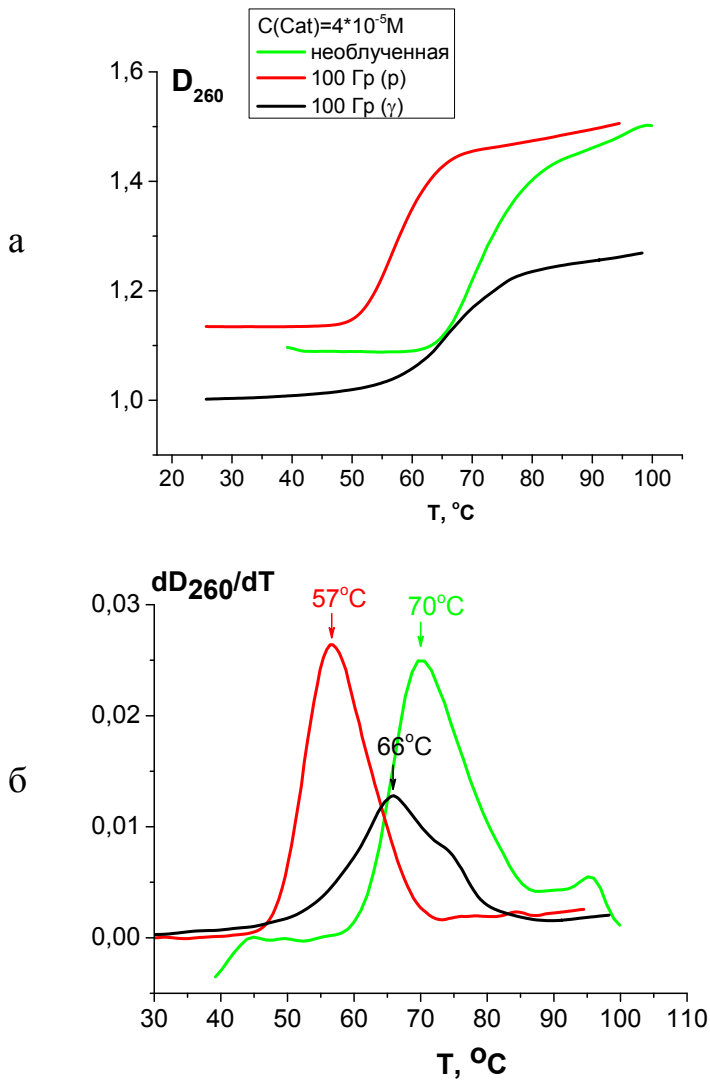 C(Cat)=4*10⁻⁵M
необлученная
100 Гр (p)
100 Гр (γ)
D₂₆₀
1,6
1,4
1,2
1,0
а
20 30 40 50 60 70 80 90 100
T, °C
dD₂₆₀/dT
57°C
70°C
66°C
0,03
0,02
0,01
0,00
б
30 40 50 60 70 80 90 100 110
T, °C